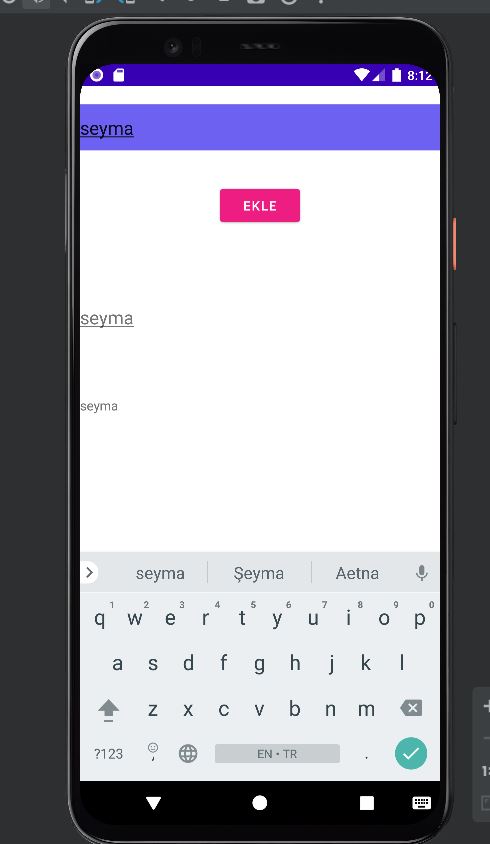 8:12
seyma
EKLE
seyma
seyma
seyma Şeyma Aetna
q1 w2 e3 r4 t5 y6 u7 i8 o9 p0
a s d f g h j k l
z x c v b n m
?123 , EN • TR .